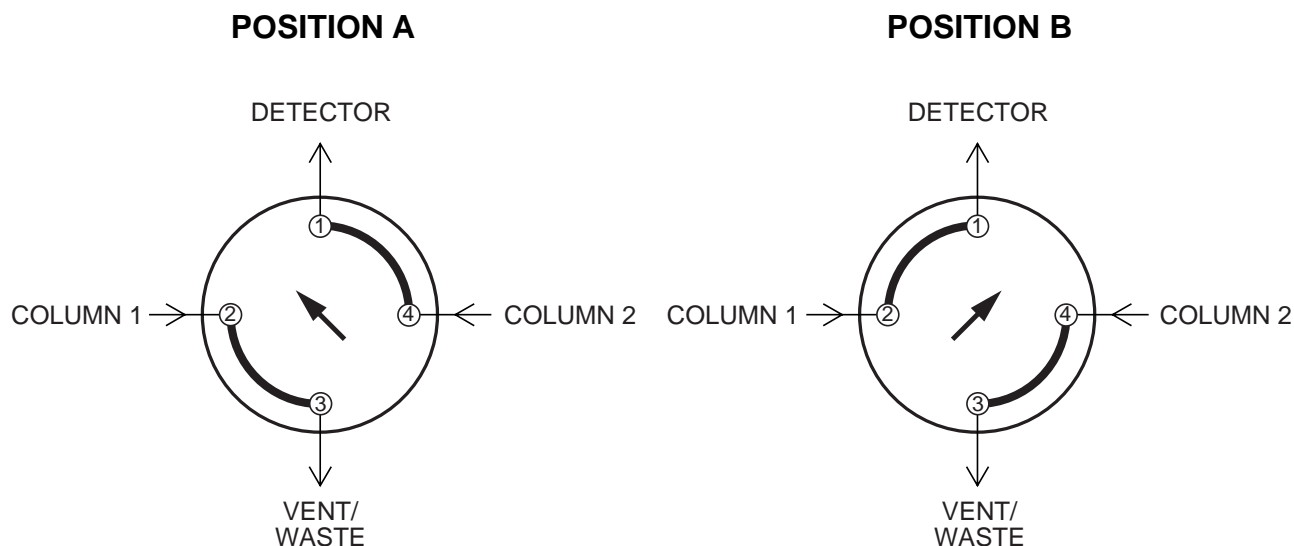 POSITION A
DETECTOR
1
COLUMN 1
2
4
COLUMN 2
3
VENT/
WASTE
POSITION B
DETECTOR
1
COLUMN 1
2
4
COLUMN 2
3
VENT/
WASTE